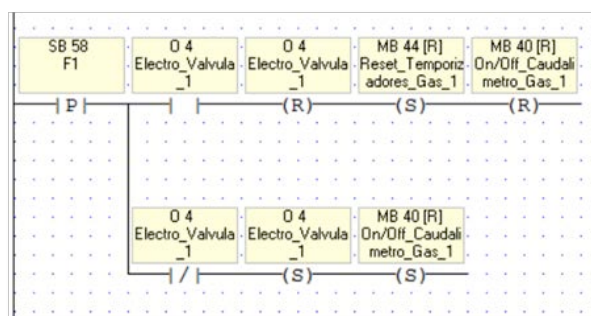 SB 58 O 4 O 4 MB 44 [R] MB 40 [R]
F1 Electro_Valvula Electro_Valvula Reset_Temporiz On/Off_Caudali
_1 _1 adores_Gas_1 metro_Gas_1
P (R) (S) (R)
O 4 O 4 MB 40 [R]
Electro_Valvula Electro_Valvula On/Off_Caudali
_1 _1 metro_Gas_1
/ (S) (S)